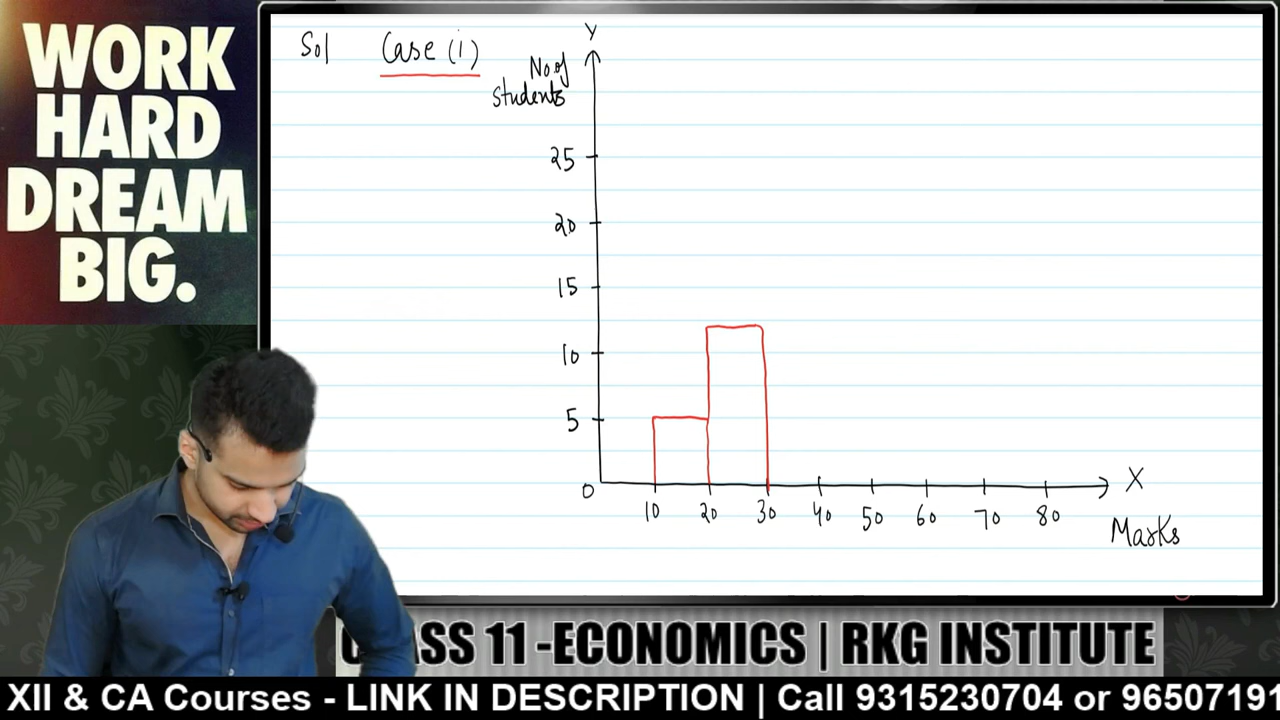 WORK
HARD
DREAM
BIG.
Sol Case (i)
Y
No. of
Students
25
20
15
10
5
0
10 20 30 40 50 60 70 80
X
Marks
CLASS 11 -ECONOMICS | RKG INSTITUTE
XII & CA Courses - LINK IN DESCRIPTION | Call 9315230704 or 96507191